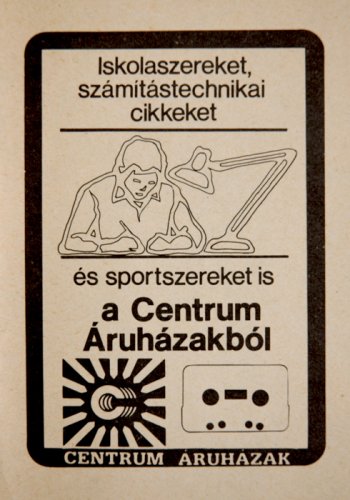 Iskolaszereket,
számítástechnikai
cikkeket
és sportszereket is
a Centrum
Áruházakból
CENTRUM ÁRUHÁZAK